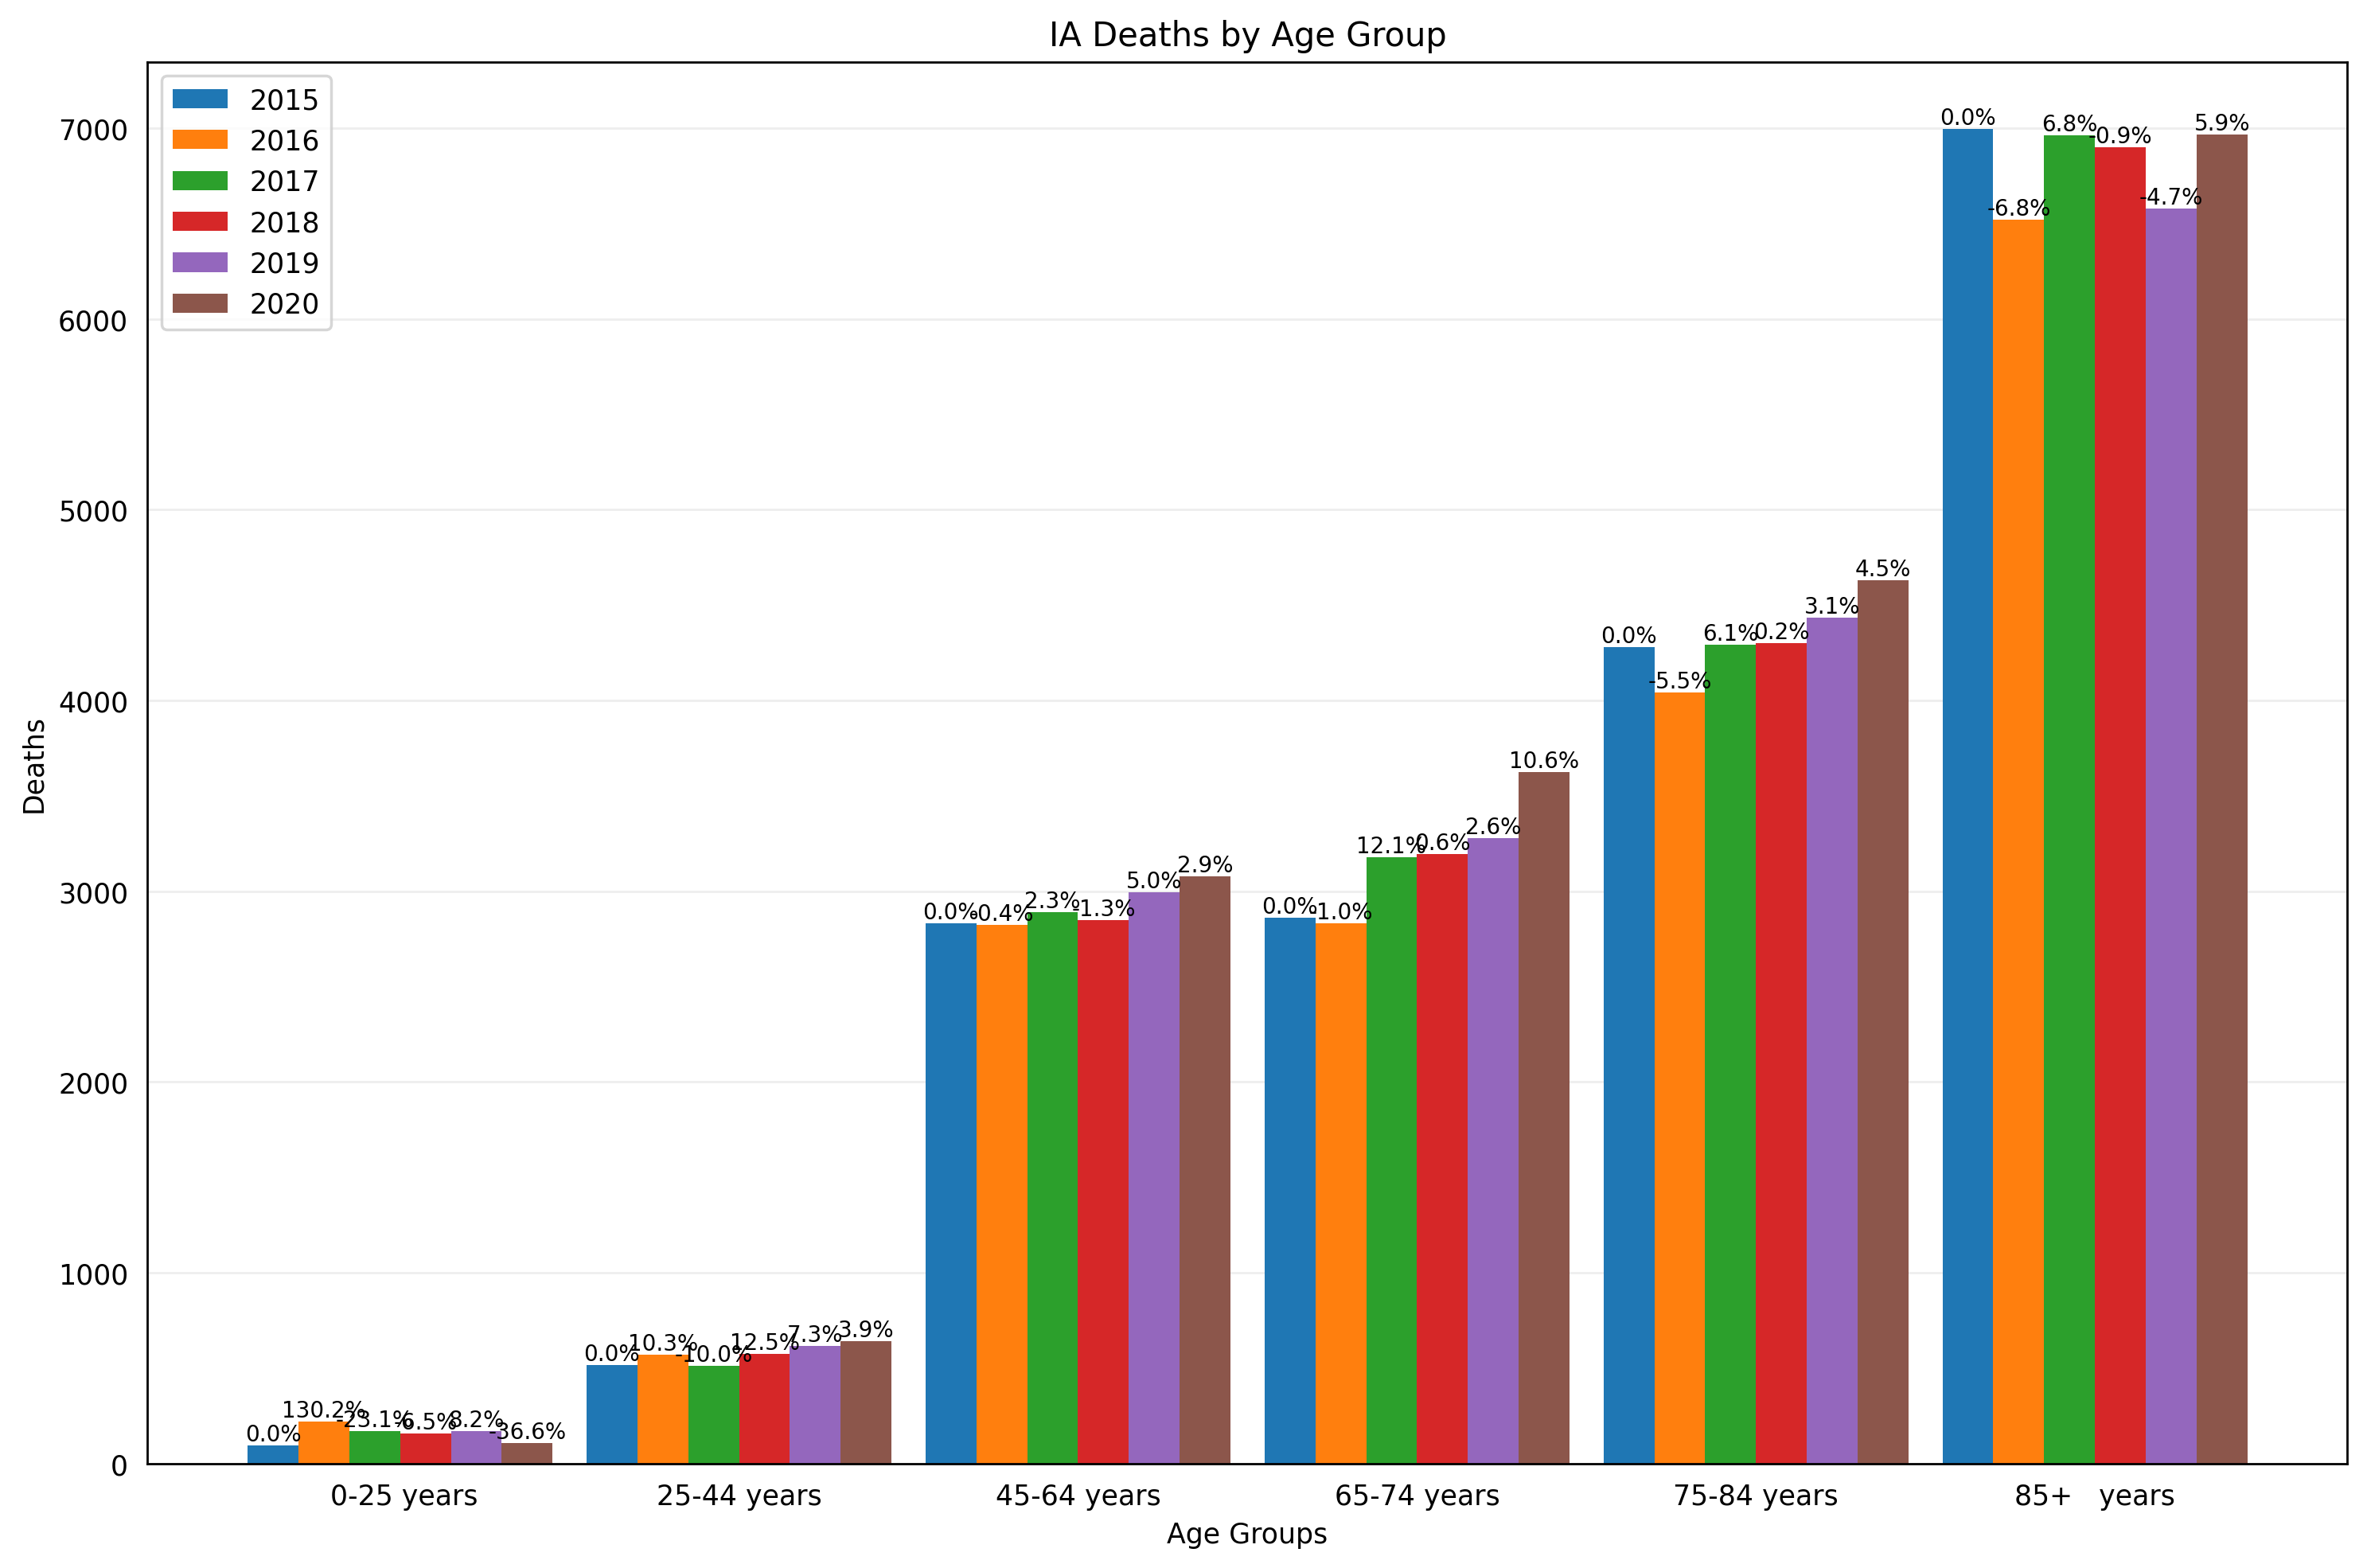 IA Deaths by Age Group
2015
2016
2017
2018
2019
2020
Deaths
7000
6000
5000
4000
3000
2000
1000
0
0.0% 130.2% -23.1% -6.5% 8.2% -36.6%
0.0% 10.3% -10.0% 12.5% 7.3% 3.9%
0.0% -0.4% 2.3% -1.3% 5.0% 2.9%
0.0% -1.0% 12.1% 0.6% 2.6% 10.6%
0.0% -5.5% 6.1% 0.2% 3.1% 4.5%
0.0% -6.8% 6.8% -0.9% -4.7% 5.9%
0-25 years 25-44 years 45-64 years 65-74 years 75-84 years 85+ years
Age Groups